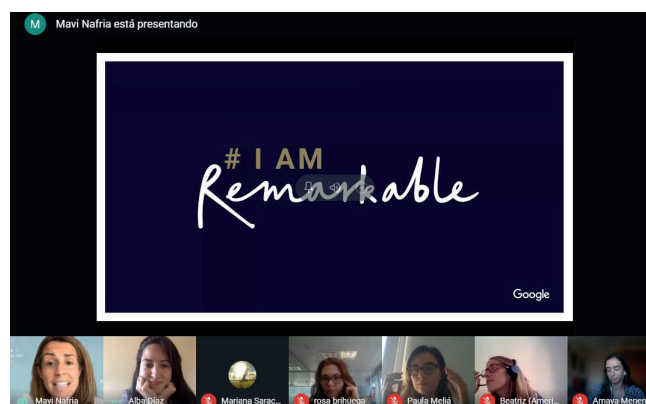 M Mavi Nafria está presentando
# I AM
Remarkable
Google
Mavi Nafria
Alba Díaz
Mariana Sarac...
rosa brihuega
Paula Meliá
Beatriz (Ameri...
Amaya Menen